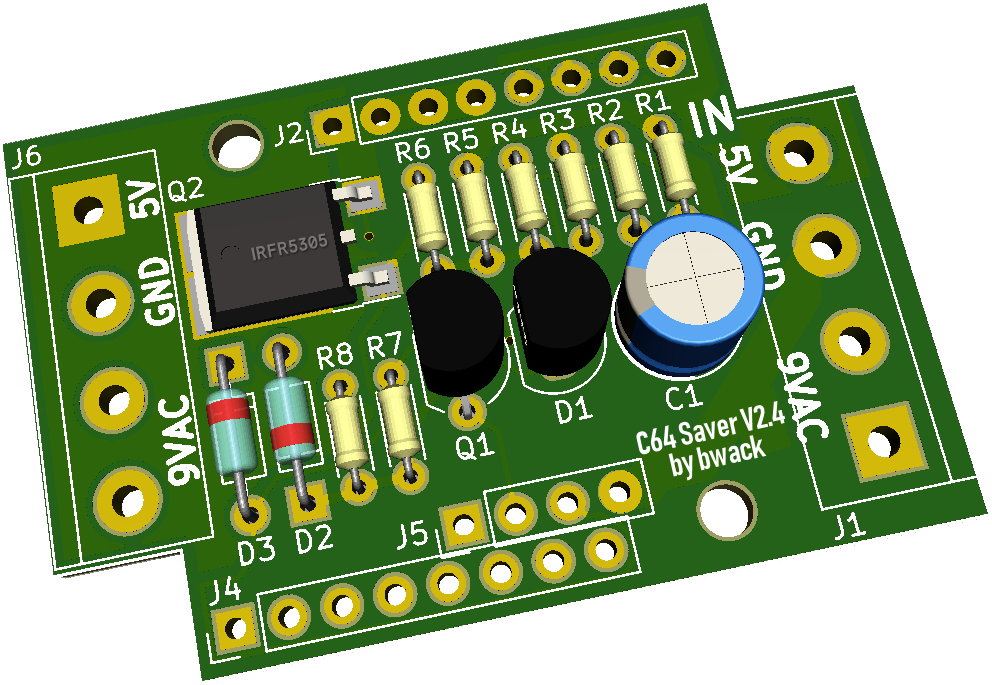 J6
J2
R6 R5 R4 R3 R2 R1
IN
5V
GND
9VAC
Q2
IRFR5305
5V
GND
9VAC
R8 R7
Q1
D1
C1
C64 Saver V2.4
by bwack
D3 D2
J5
J4
J1